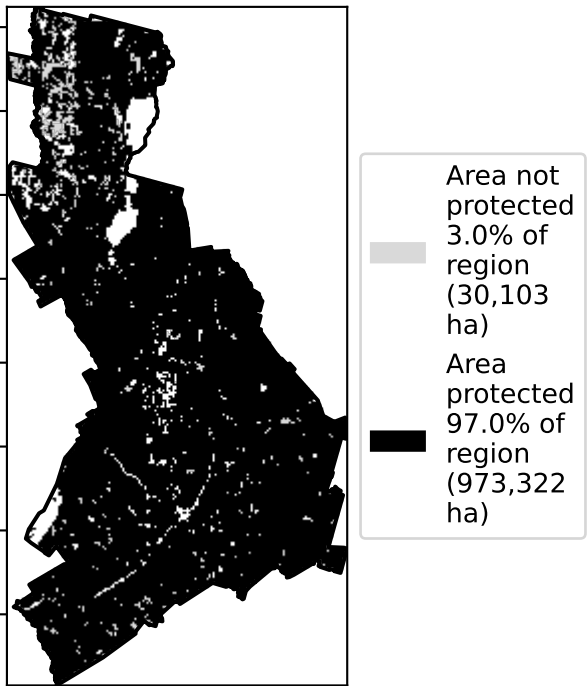 Area not
protected
3.0% of
region
(30,103
ha)
Area
protected
97.0% of
region
(973,322
ha)